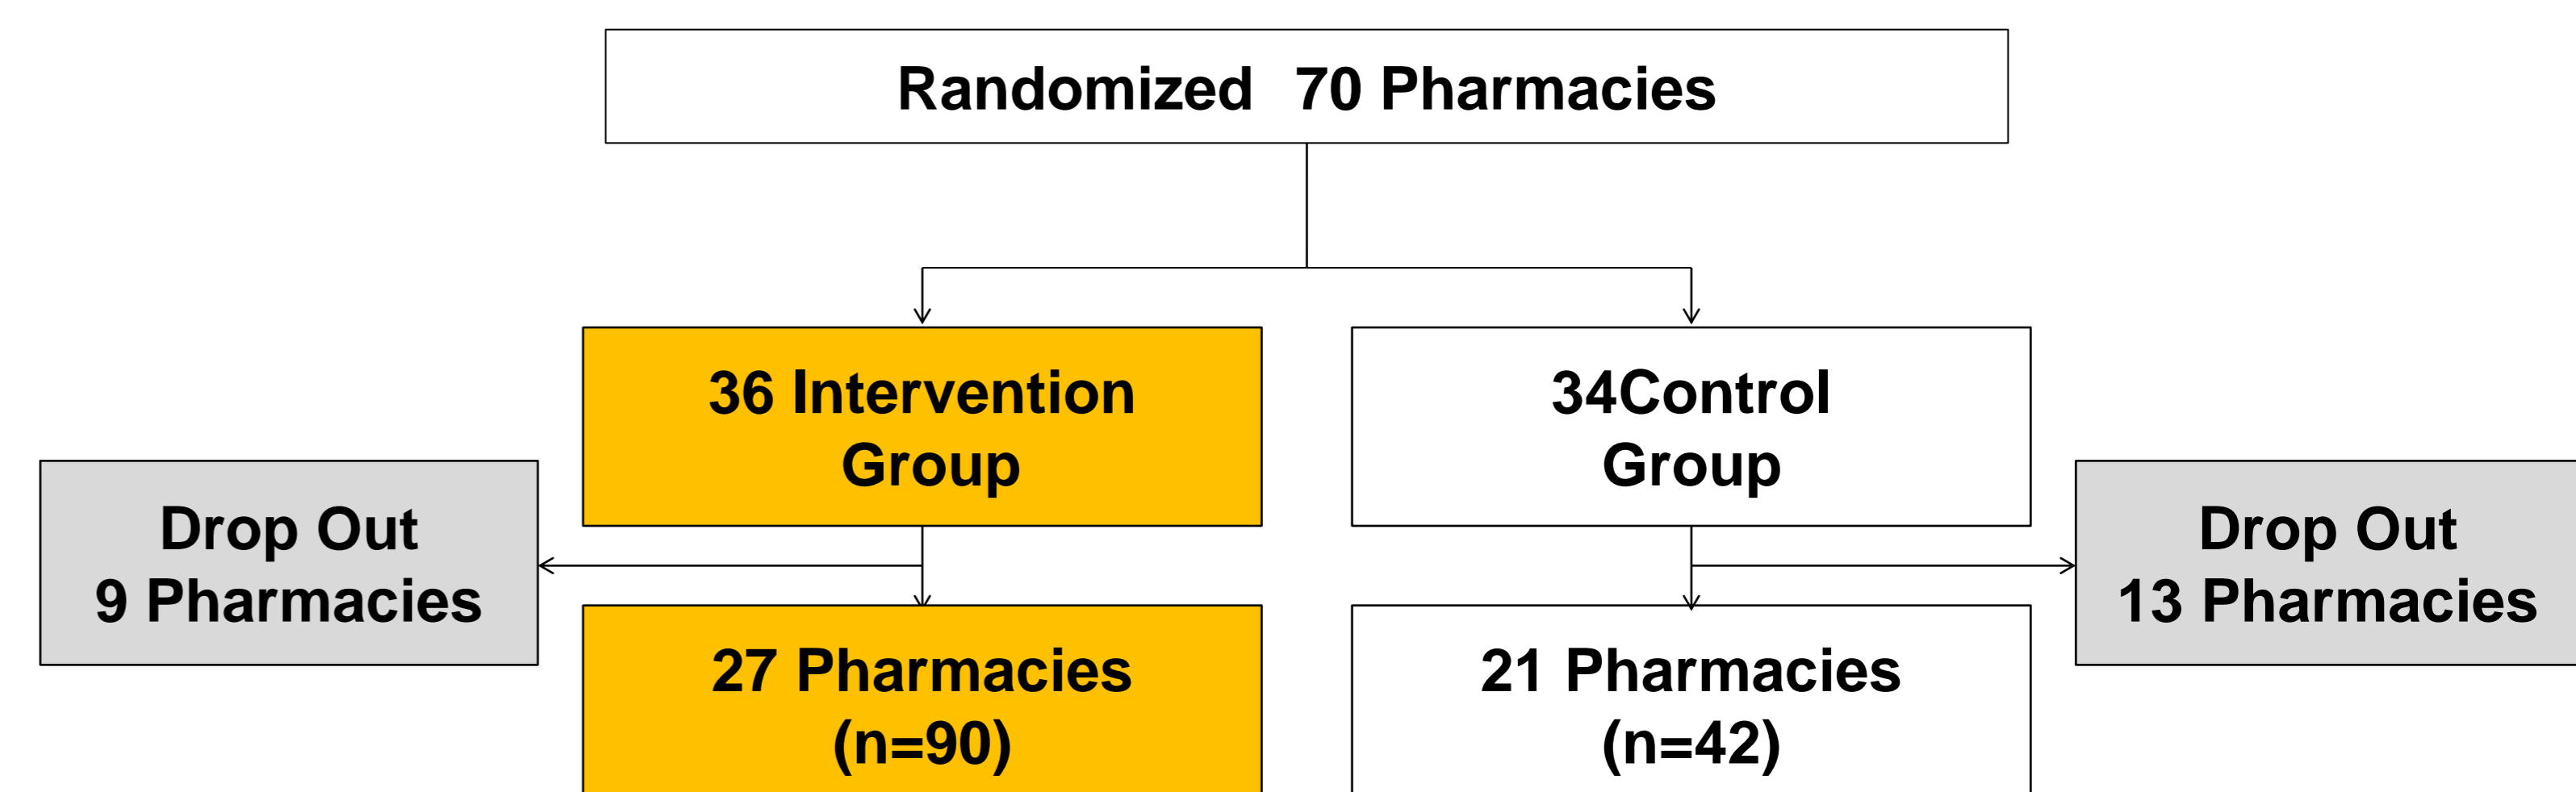 Randomized 70 Pharmacies
36 Intervention
Group
34Control
Group
Drop Out
9 Pharmacies
Drop Out
13 Pharmacies
27 Pharmacies
(n=90)
21 Pharmacies
(n=42)